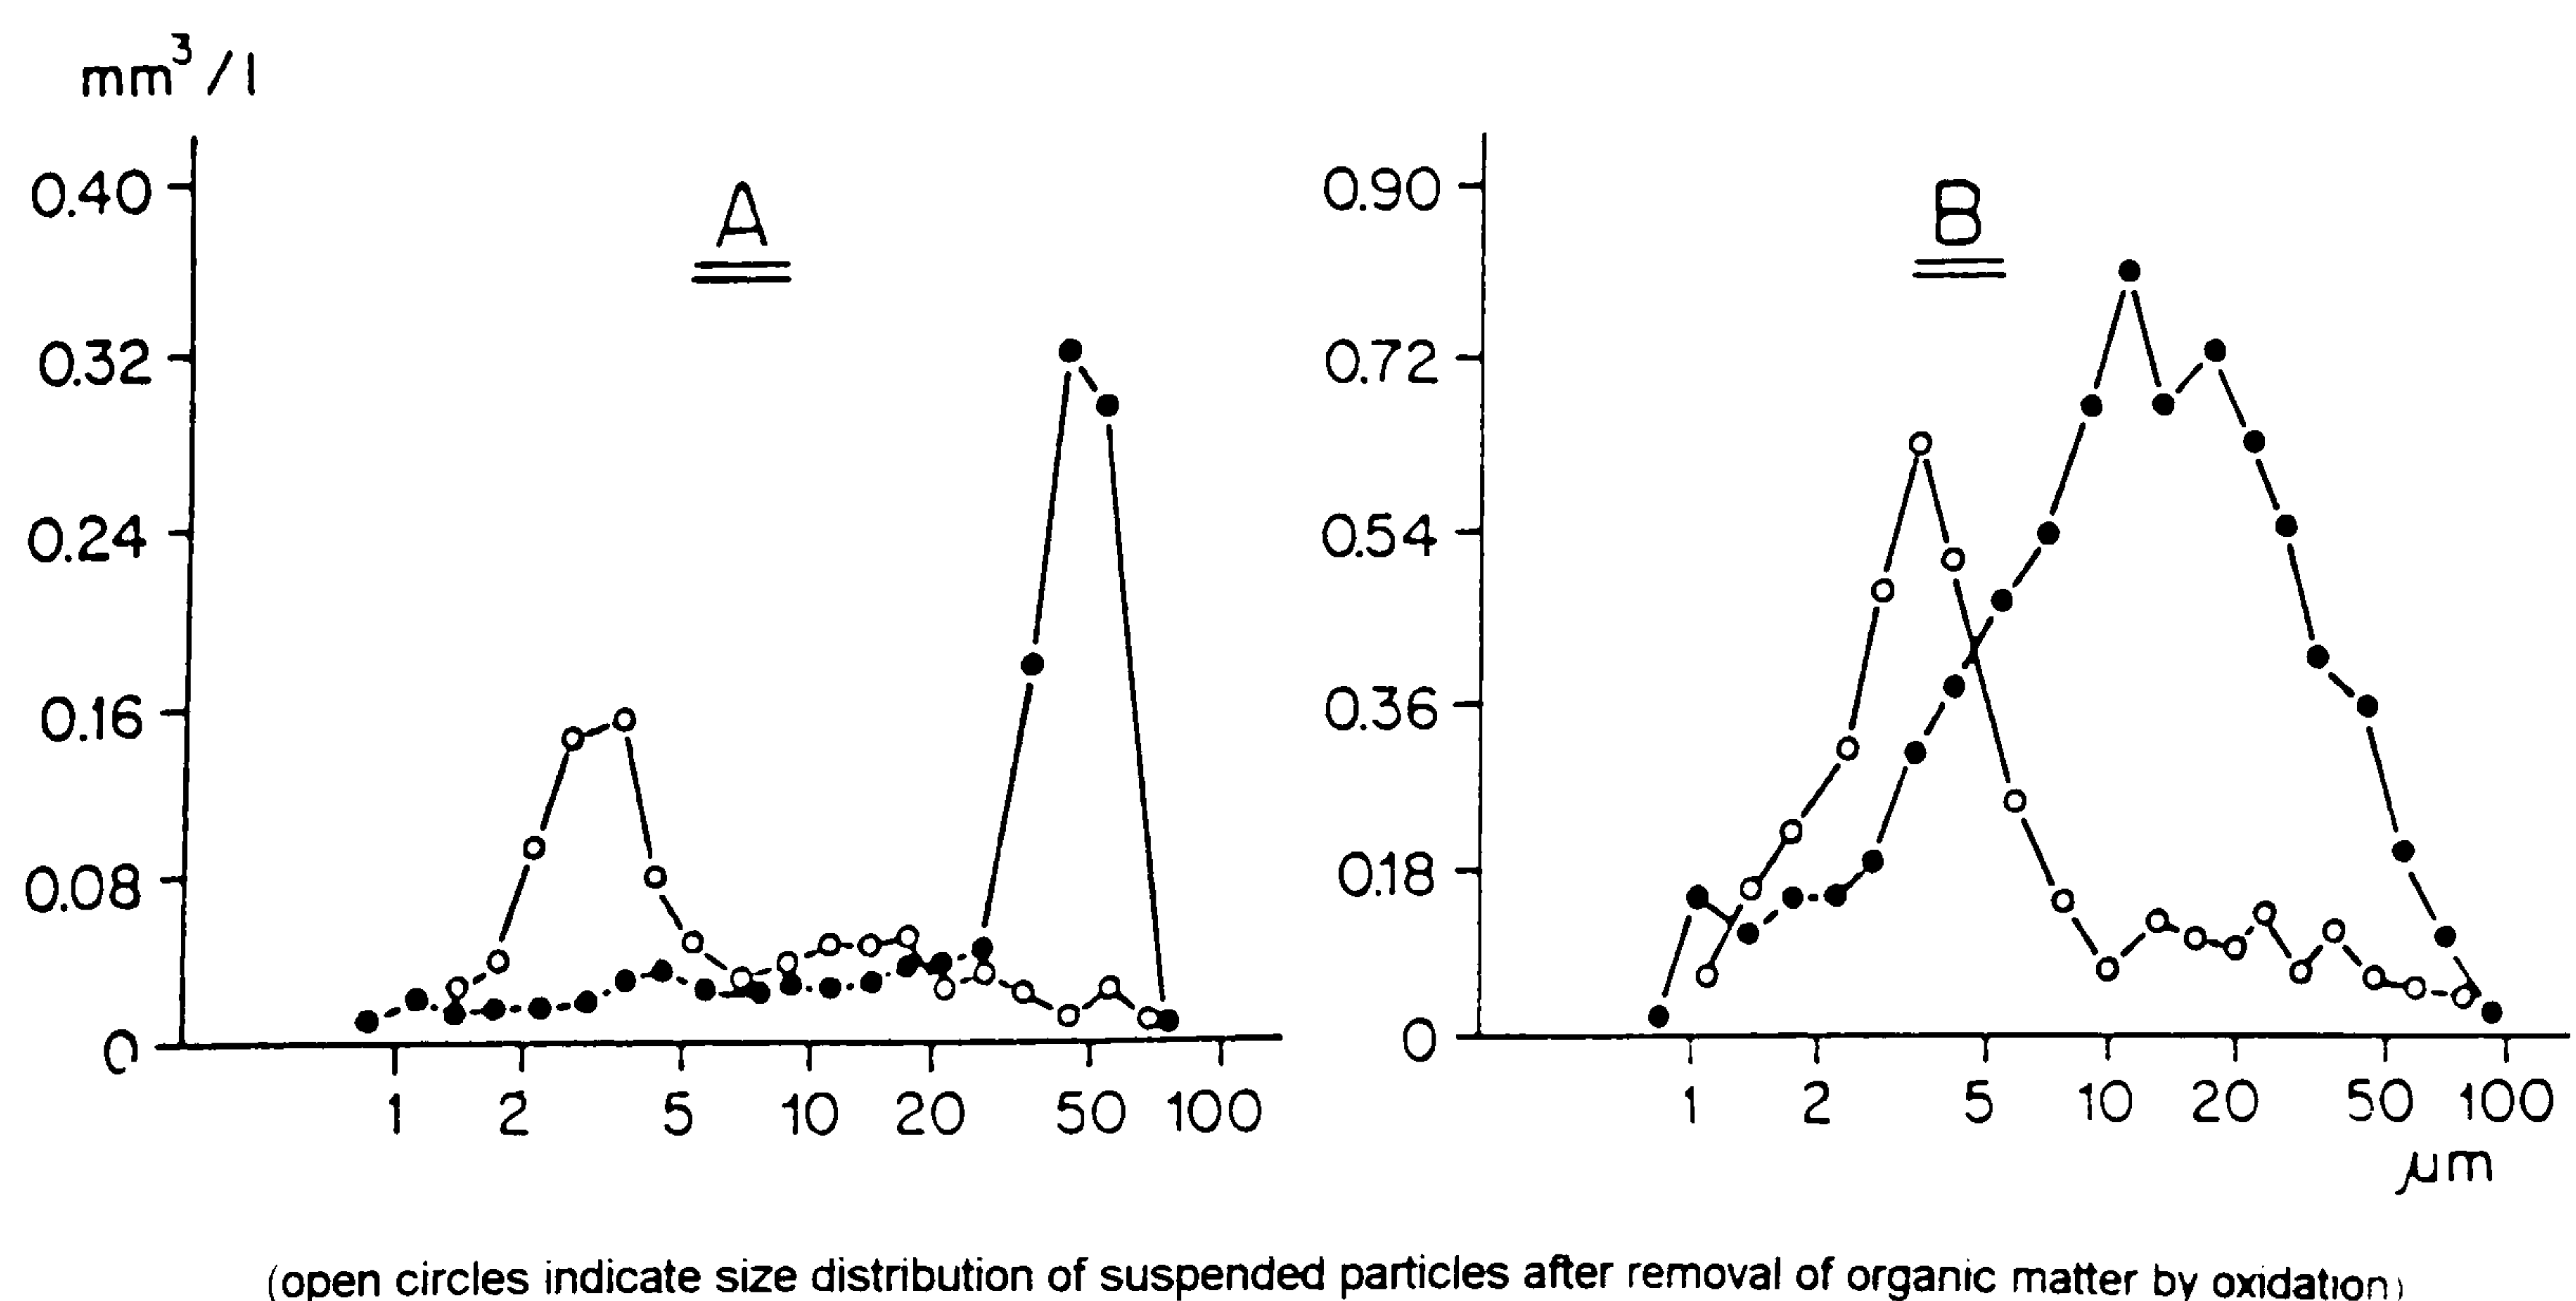 mm³/l
A
B
0.40
0.32
0.24
0.16
0.08
0
1 2 5 10 20 50 100
0.90
0.72
0.54
0.36
0.18
0
1 2 5 10 20 50 100
μm
(open circles indicate size distribution of suspended particles after removal of organic matter by oxidation)